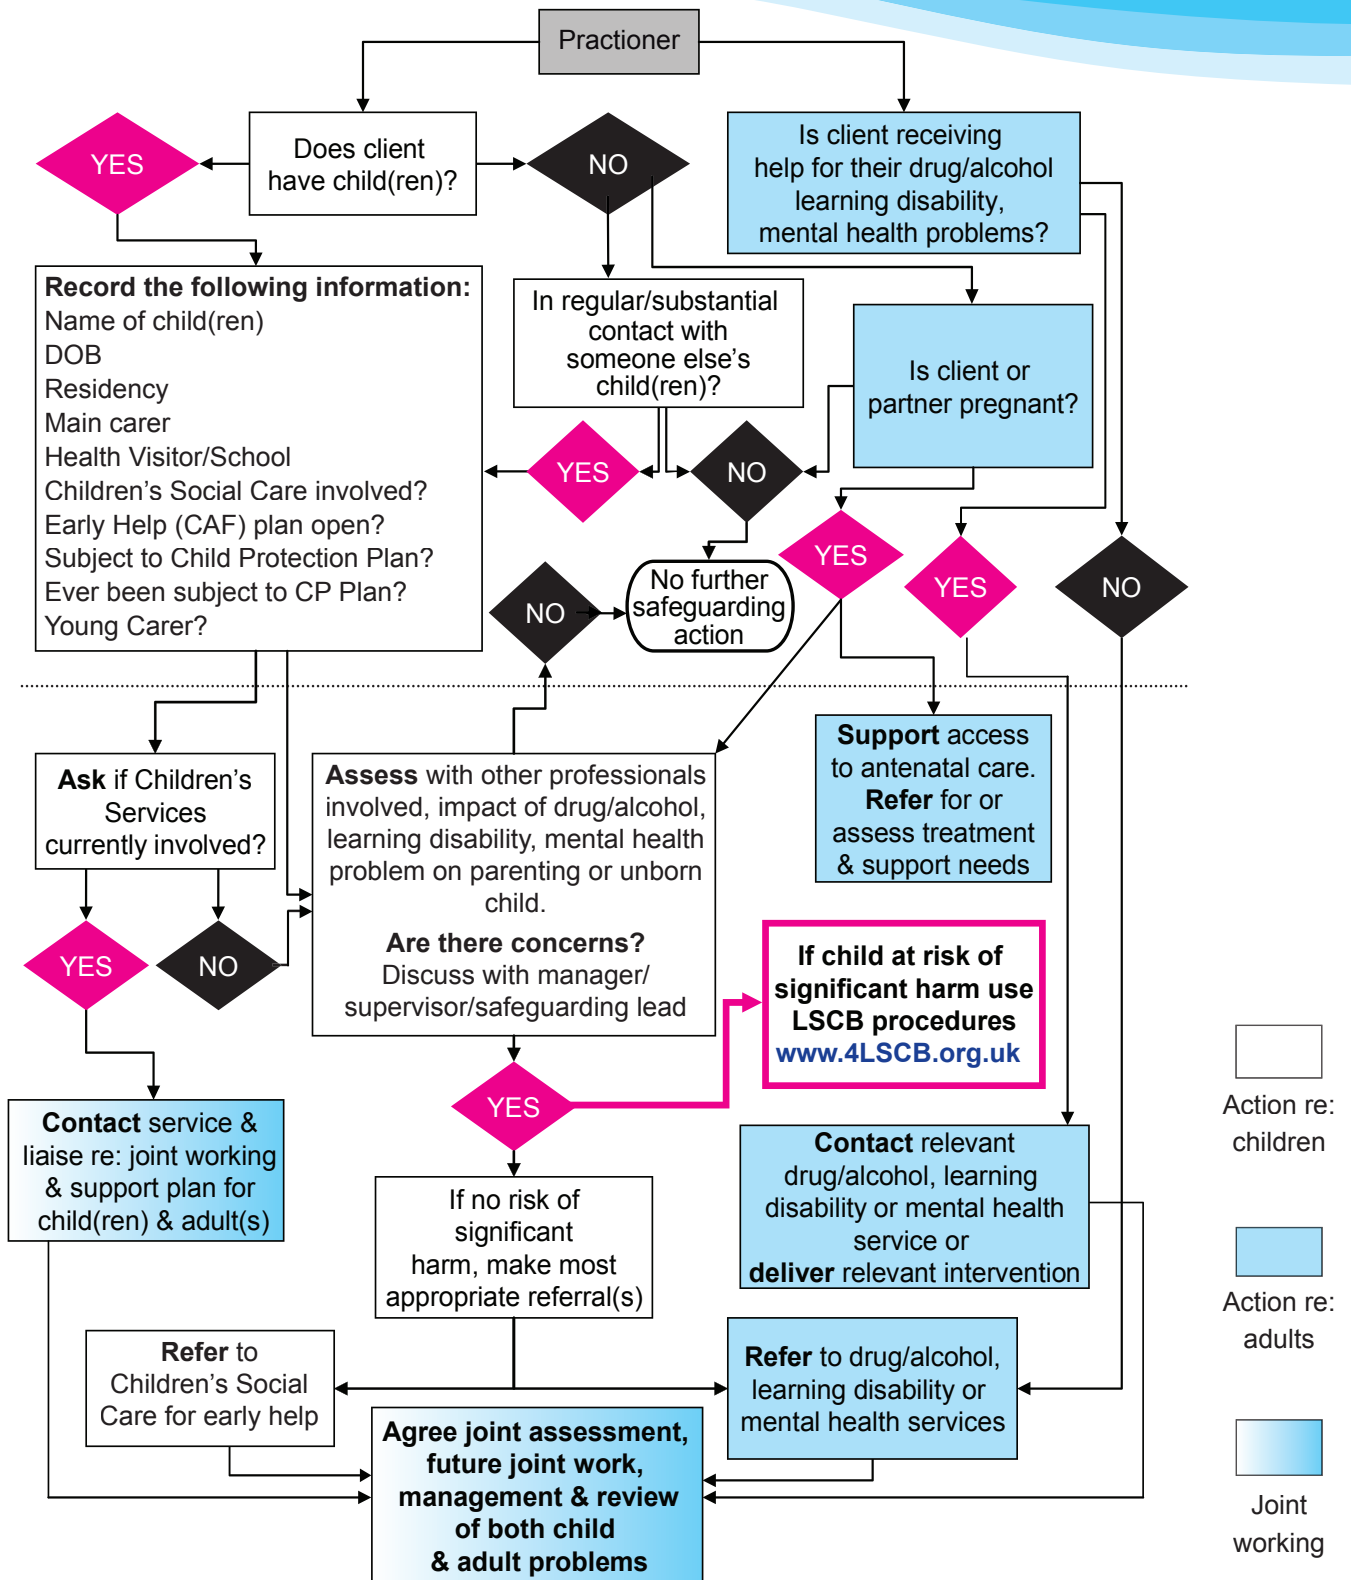 Practioner
YES
Does client
have child(ren)?
NO
Is client receiving
help for their drug/alcohol
learning disability,
mental health problems?
Record the following information:
Name of child(ren)
DOB
Residency
Main carer
Health Visitor/School
Children's Social Care involved?
Early Help (CAF) plan open?
Subject to Child Protection Plan?
Ever been subject to CP Plan?
Young Carer?
In regular/substantial
contact with
someone else's
child(ren)?
Is client or
partner pregnant?
YES
NO
YES
YES
NO
NO
No further
safeguarding
action
Ask if Children's
Services
currently involved?
Assess with other professionals
involved, impact of drug/alcohol,
learning disability, mental health
problem on parenting or unborn
child.
Are there concerns?
Discuss with manager/
supervisor/safeguarding lead
Support access
to antenatal care.
Refer for or
assess treatment
& support needs
YES
NO
If child at risk of
significant harm use
LSCB procedures
www.4LSCB.org.uk
YES
Contact service &
liaise re: joint working
& support plan for
child(ren) & adult(s)
If no risk of
significant
harm, make most
appropriate referral(s)
Contact relevant
drug/alcohol, learning
disability or mental health
service or
deliver relevant intervention
Refer to
Children's Social
Care for early help
Refer to drug/alcohol,
learning disability or
mental health services
Agree joint assessment,
future joint work,
management & review
of both child
& adult problems
Action re:
children
Action re:
adults
Joint
working